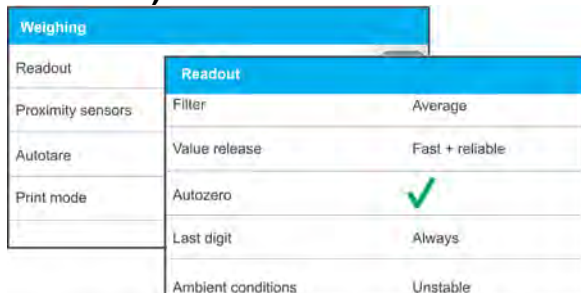 Weighing
Readout
Proximity sensors
Autotare
Print mode
Readout
Filter Average
Value release Fast + reliable
Autozero
Last digit Always
Ambient conditions Unstable